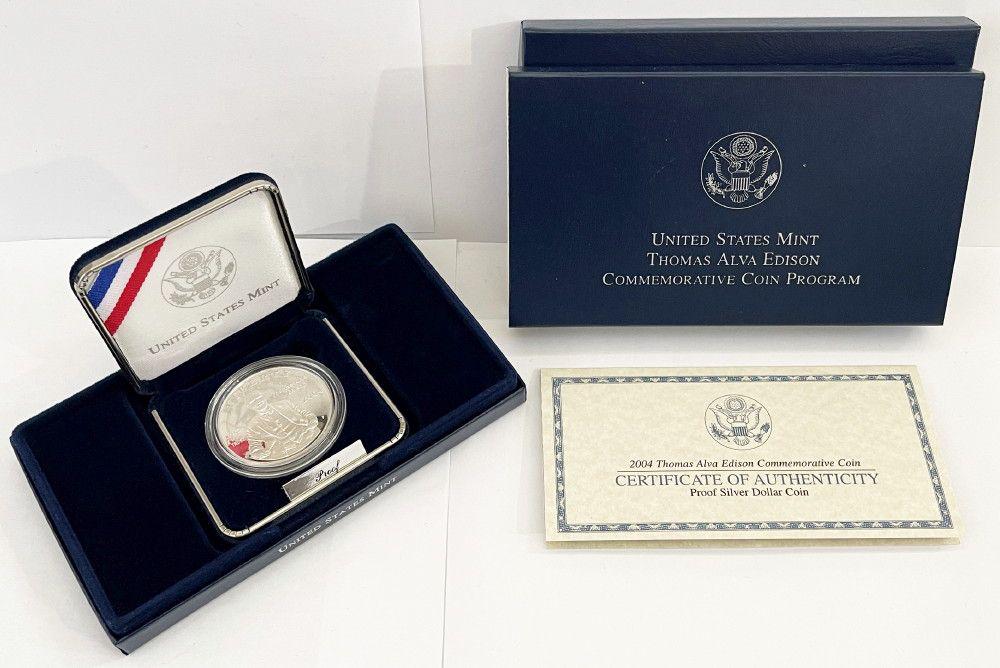 UNITED STATES MINT
Proof
UNITED STATES MINT
UNITED STATES MINT
THOMAS ALVA EDISON
COMMEMORATIVE COIN PROGRAM
2004 Thomas Alva Edison Commemorative Coin
CERTIFICATE OF AUTHENTICITY
Proof Silver Dollar Coin